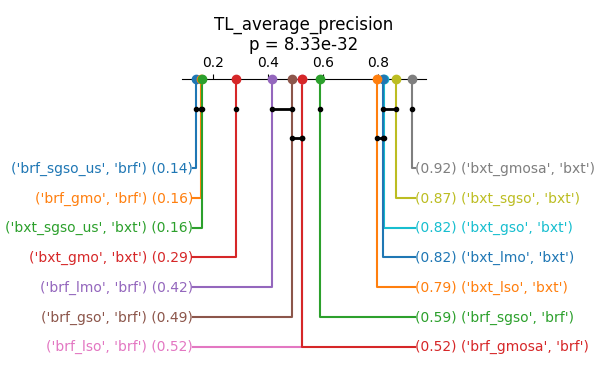 TL_average_precision
p = 8.33e-32
0.2 0.4 0.6 0.8
('brf_sgso_us', 'brf') (0.14) (0.92) ('bxt_gmosa', 'bxt')
('brf_gmo', 'brf') (0.16) (0.87) ('bxt_sgso', 'bxt')
('bxt_sgso_us', 'bxt') (0.16) (0.82) ('bxt_gso', 'bxt')
('bxt_gmo', 'bxt') (0.29) (0.82) ('bxt_lmo', 'bxt')
('brf_lmo', 'brf') (0.42) (0.79) ('bxt_lso', 'bxt')
('brf_gso', 'brf') (0.49) (0.59) ('brf_sgso', 'brf')
('brf_lso', 'brf') (0.52) (0.52) ('brf_gmosa', 'brf')